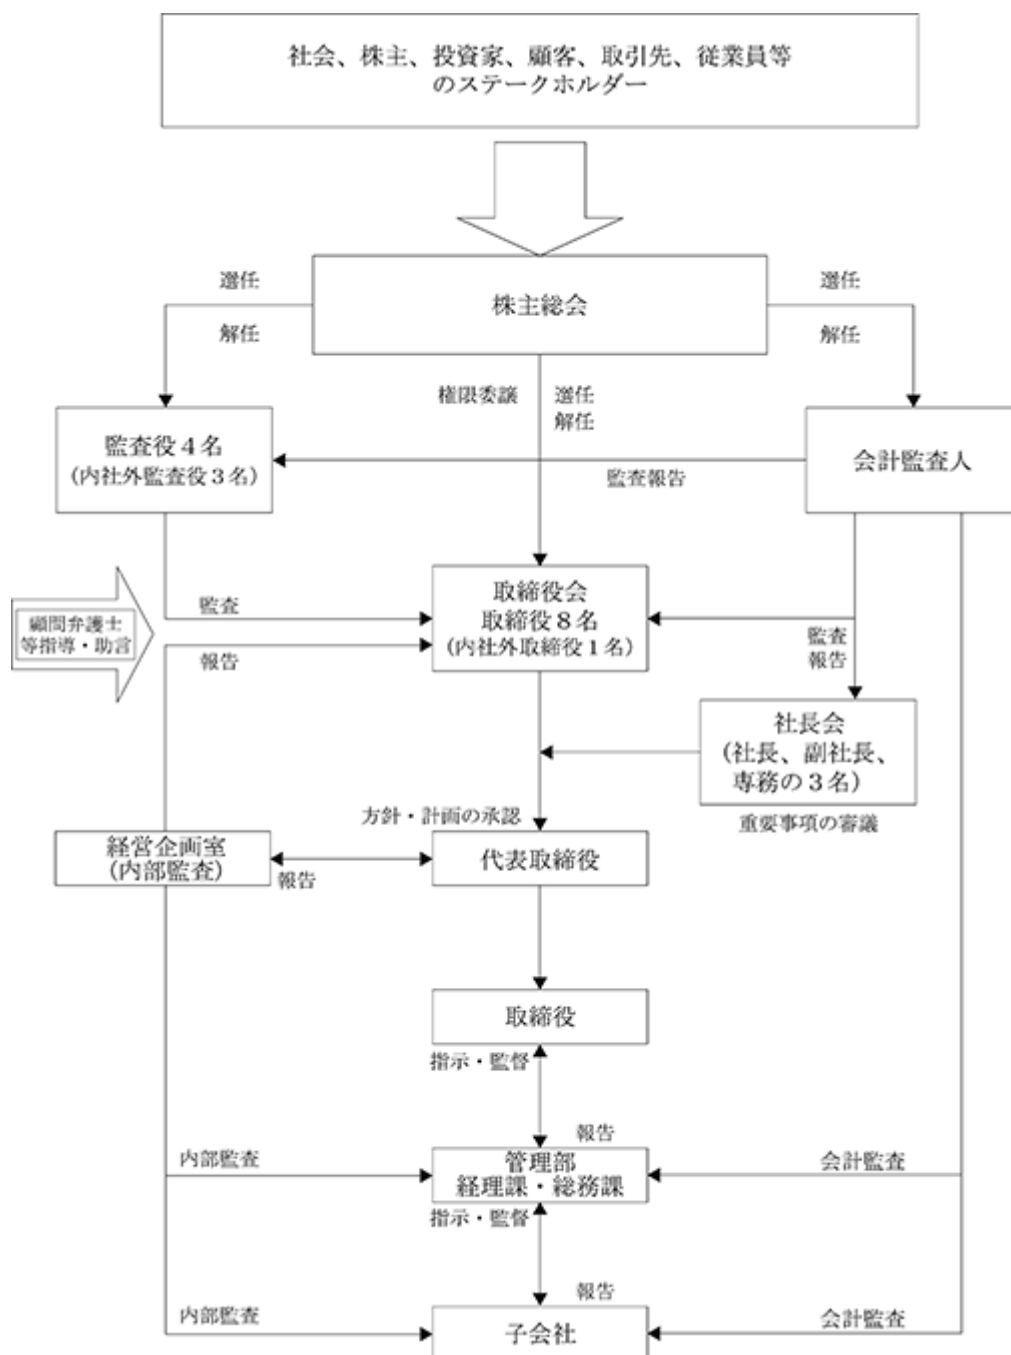 社会、株主、投資家、顧客、取引先、従業員等
のステークホルダー
選任
解任
株主総会
選任
解任
権限委譲
選任
解任
監査役4名
(内社外監査役3名)
会計監査人
監査報告
顧問弁護士
等指導・助言
監査
報告
取締役会
取締役8名
(内社外取締役1名)
監査
報告
社長会
(社長、副社長、
専務の3名)
重要事項の審議
方針・計画の承認
経営企画室
(内部監査)
報告
代表取締役
取締役
指示・監督
報告
内部監査
管理部
経理課・総務課
会計監査
指示・監督
報告
内部監査
子会社
会計監査